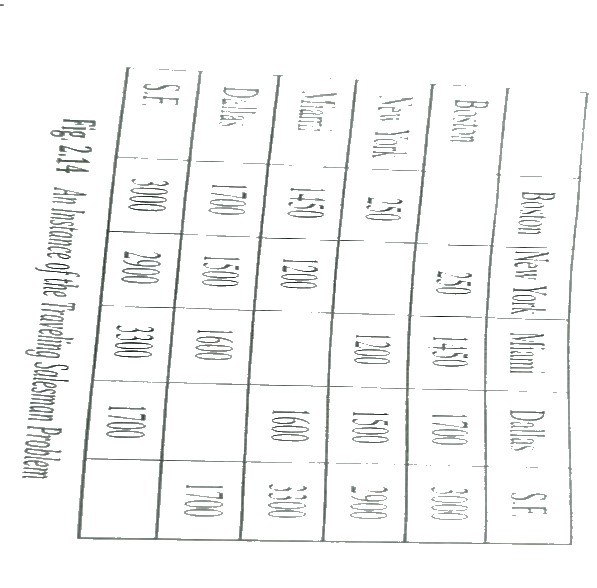 Boston New York Miami Dallas S.F.
Boston 250 1450 1700 3000
New York 250 1200 1500 2900
Miami 1450 1200 1600 3300
Dallas 1700 1500 1600 1700
S.F. 3000 2900 3300 1700
Fig. 2.14 An Instance of the Traveling Salesman Problem